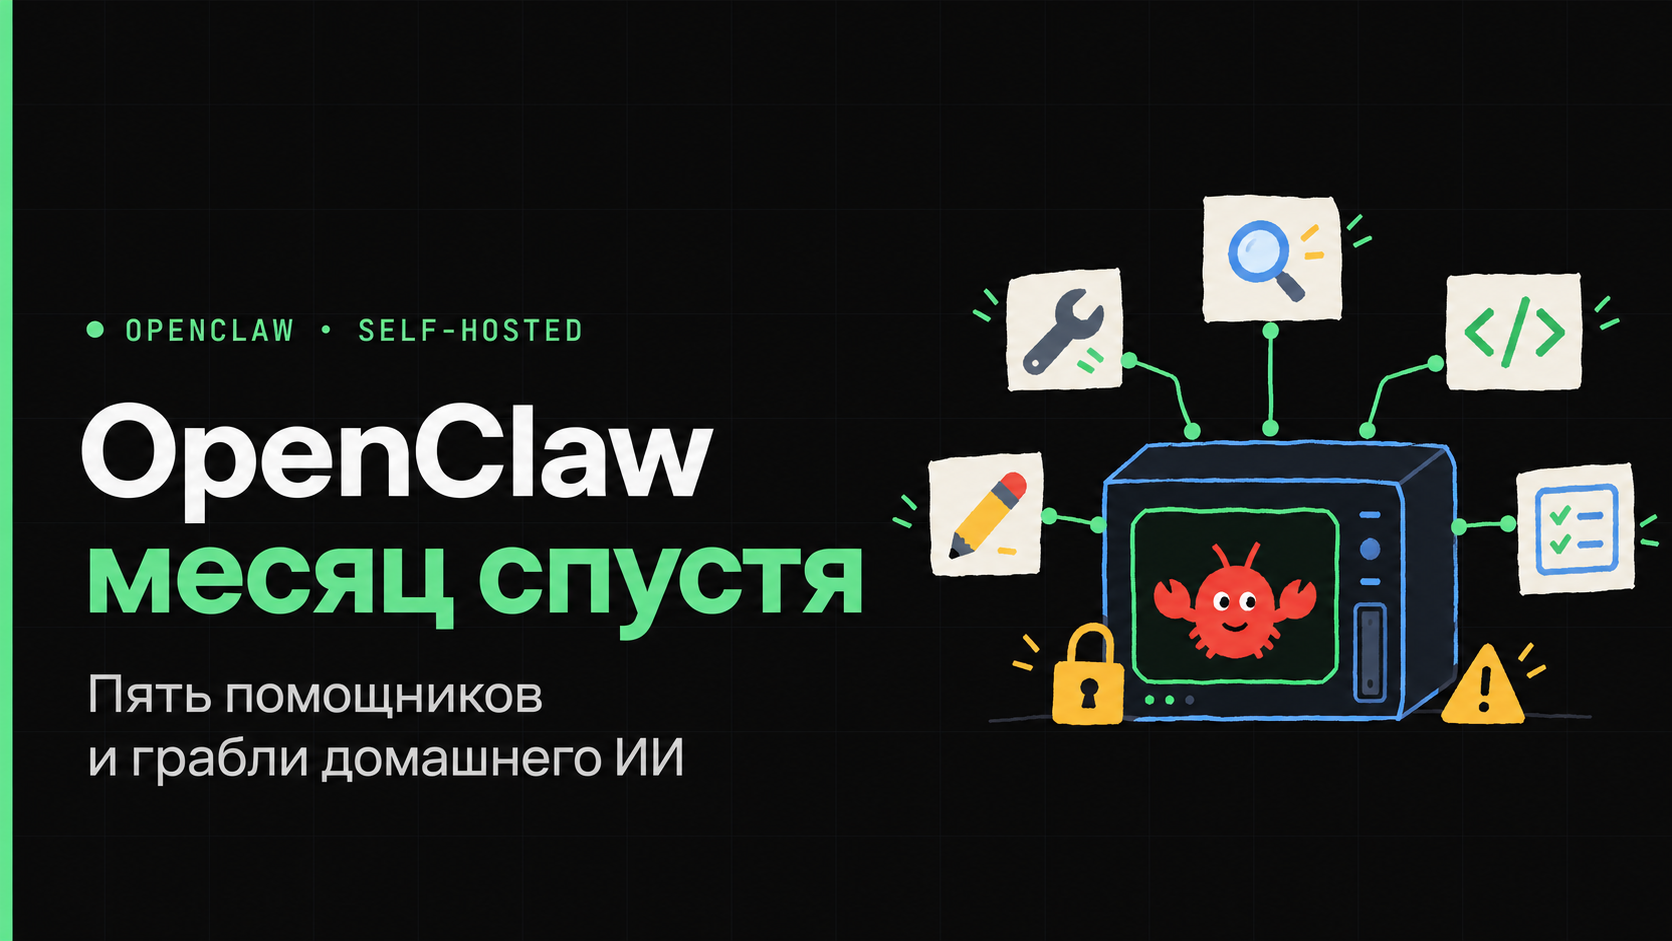 OPENCLAW • SELF-HOSTED
OpenClaw
месяц спустя
Пять помощников
и грабли домашнего ИИ